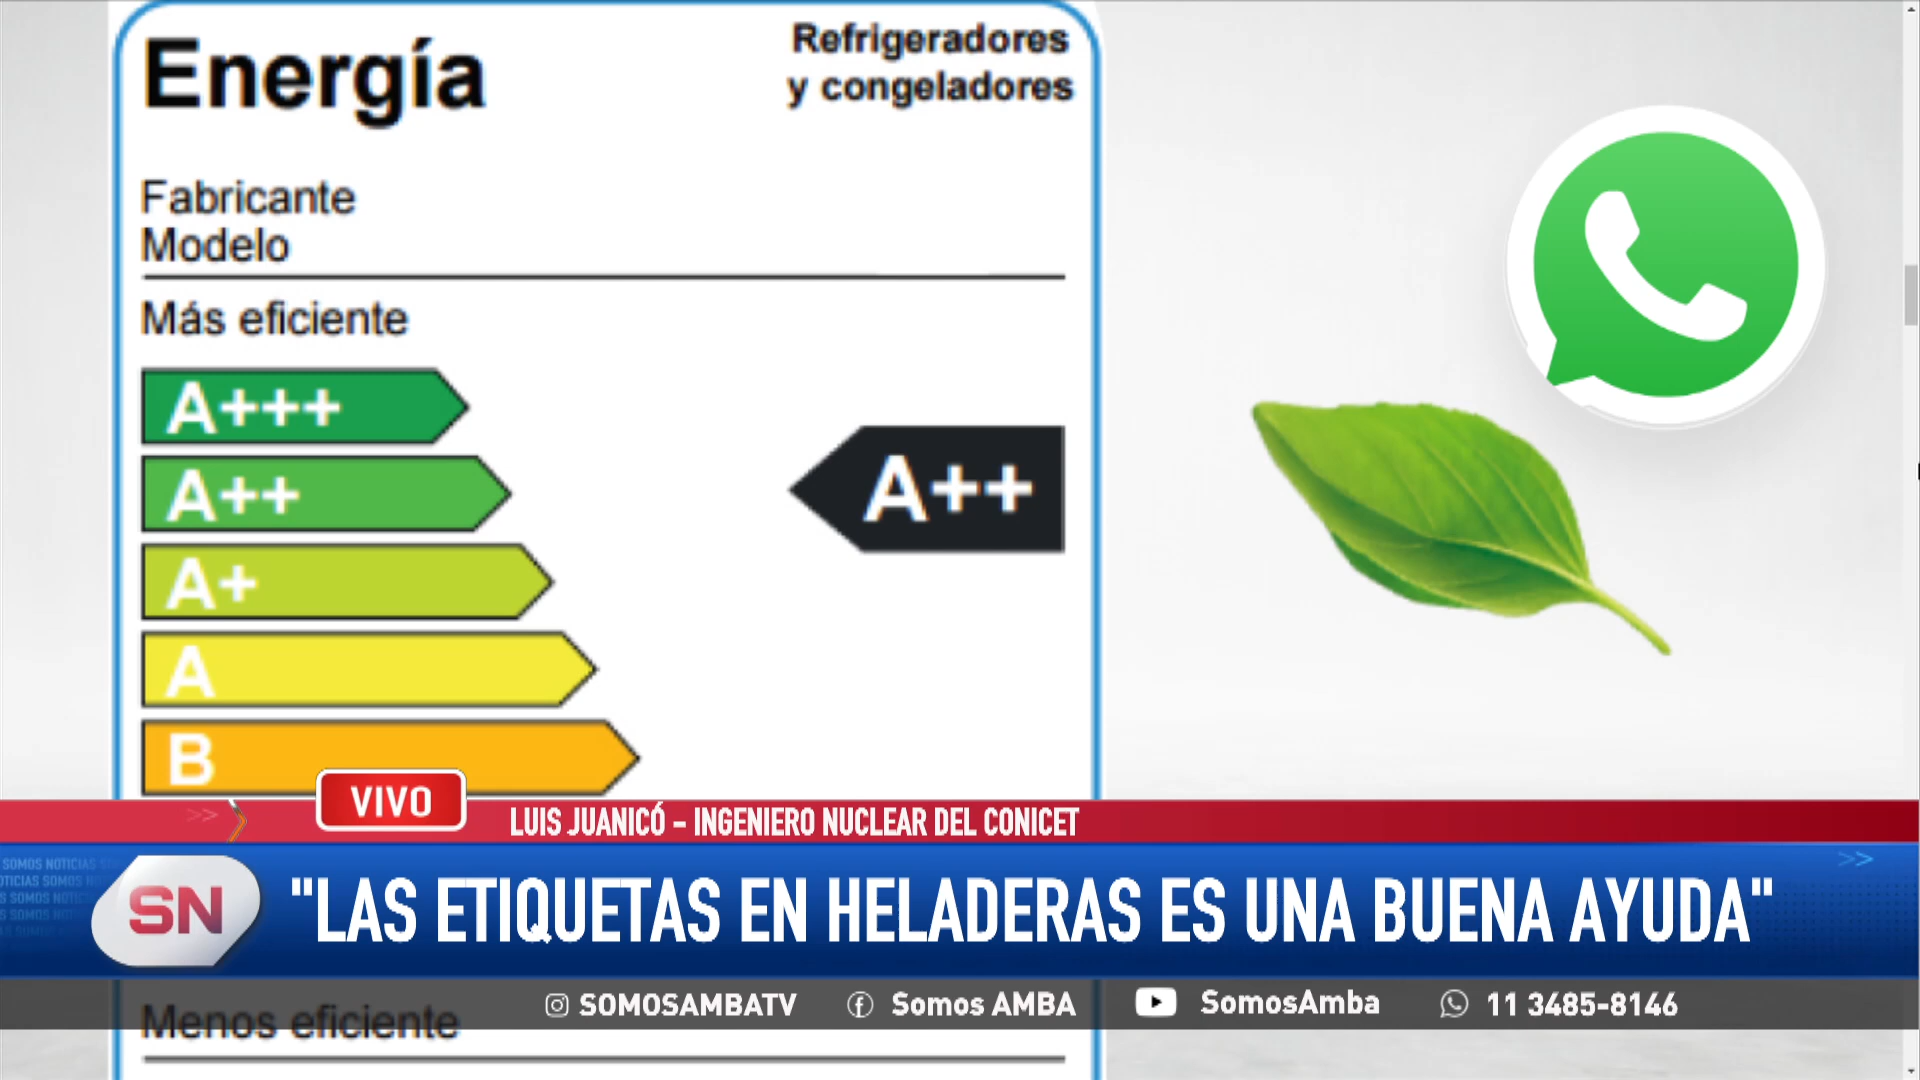 Energía
Refrigeradores
y congeladores
Fabricante
Modelo
Más eficiente
A+++
A++
A++
A+
A
B
VIVO
LUIS JUANICÓ - INGENIERO NUCLEAR DEL CONICET
SN
"LAS ETIQUETAS EN HELADERAS ES UNA BUENA AYUDA"
SOMOSAMBATV
Somos AMBA
SomosAmba
11 3485-8146
Menos eficiente